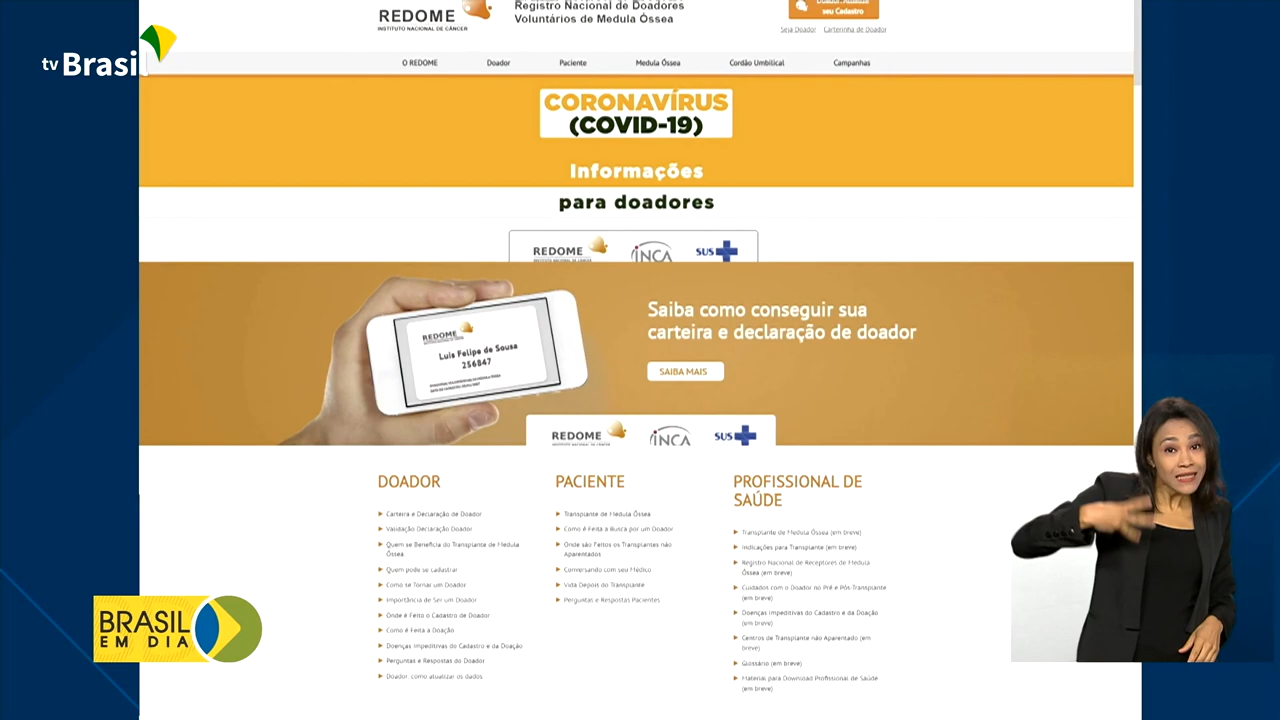 tv Brasil
REDOME
INSTITUTO NACIONAL DE CÂNCER
Registro Nacional de Doadores
Voluntários de Medula Óssea
Doador: Atualize
seu Cadastro
Seja Doador Carteirinha de Doador
O REDOME Doador Paciente Medula Óssea Cordão Umbilical Campanhas
CORONAVÍRUS
(COVID-19)
Informações
para doadores
REDOME INCA SUS
Saiba como conseguir sua
carteira e declaração de doador
SAIBA MAIS
REDOME
Luis Felipe de Sousa
256847
REDOME INCA SUS
DOADOR
Carteira e Declaração de Doador
Validação Declaração Doador
Quem se Beneficia do Transplante de Medula
Óssea
Quem pode se cadastrar
Como se Tornar um Doador
Importância de Ser um Doador
Onde é Feito o Cadastro de Doador
Como é Feita a Doação
Doenças Impeditivas do Cadastro e da Doação
Perguntas e Respostas do Doador
Doador: como atualizar os dados
PACIENTE
Transplante de Medula Óssea
Como é Feita a Busca por um Doador
Onde são Feitos os Transplantes não
Aparentados
Conversando com seu Médico
Vida Depois do Transplante
Perguntas e Respostas Pacientes
PROFISSIONAL DE
SAÚDE
Transplante de Medula Óssea (em breve)
Indicações para Transplante (em breve)
Registro Nacional de Receptores de Medula
Óssea (em breve)
Cuidados com o Doador no Pré e Pós-Transplante
(em breve)
Doenças Impeditivas do Cadastro e da Doação
(em breve)
Centros de Transplante não Aparentado (em
breve)
Glossário (em breve)
Material para Download Profissional de Saúde
(em breve)
BRASIL
EM DIA